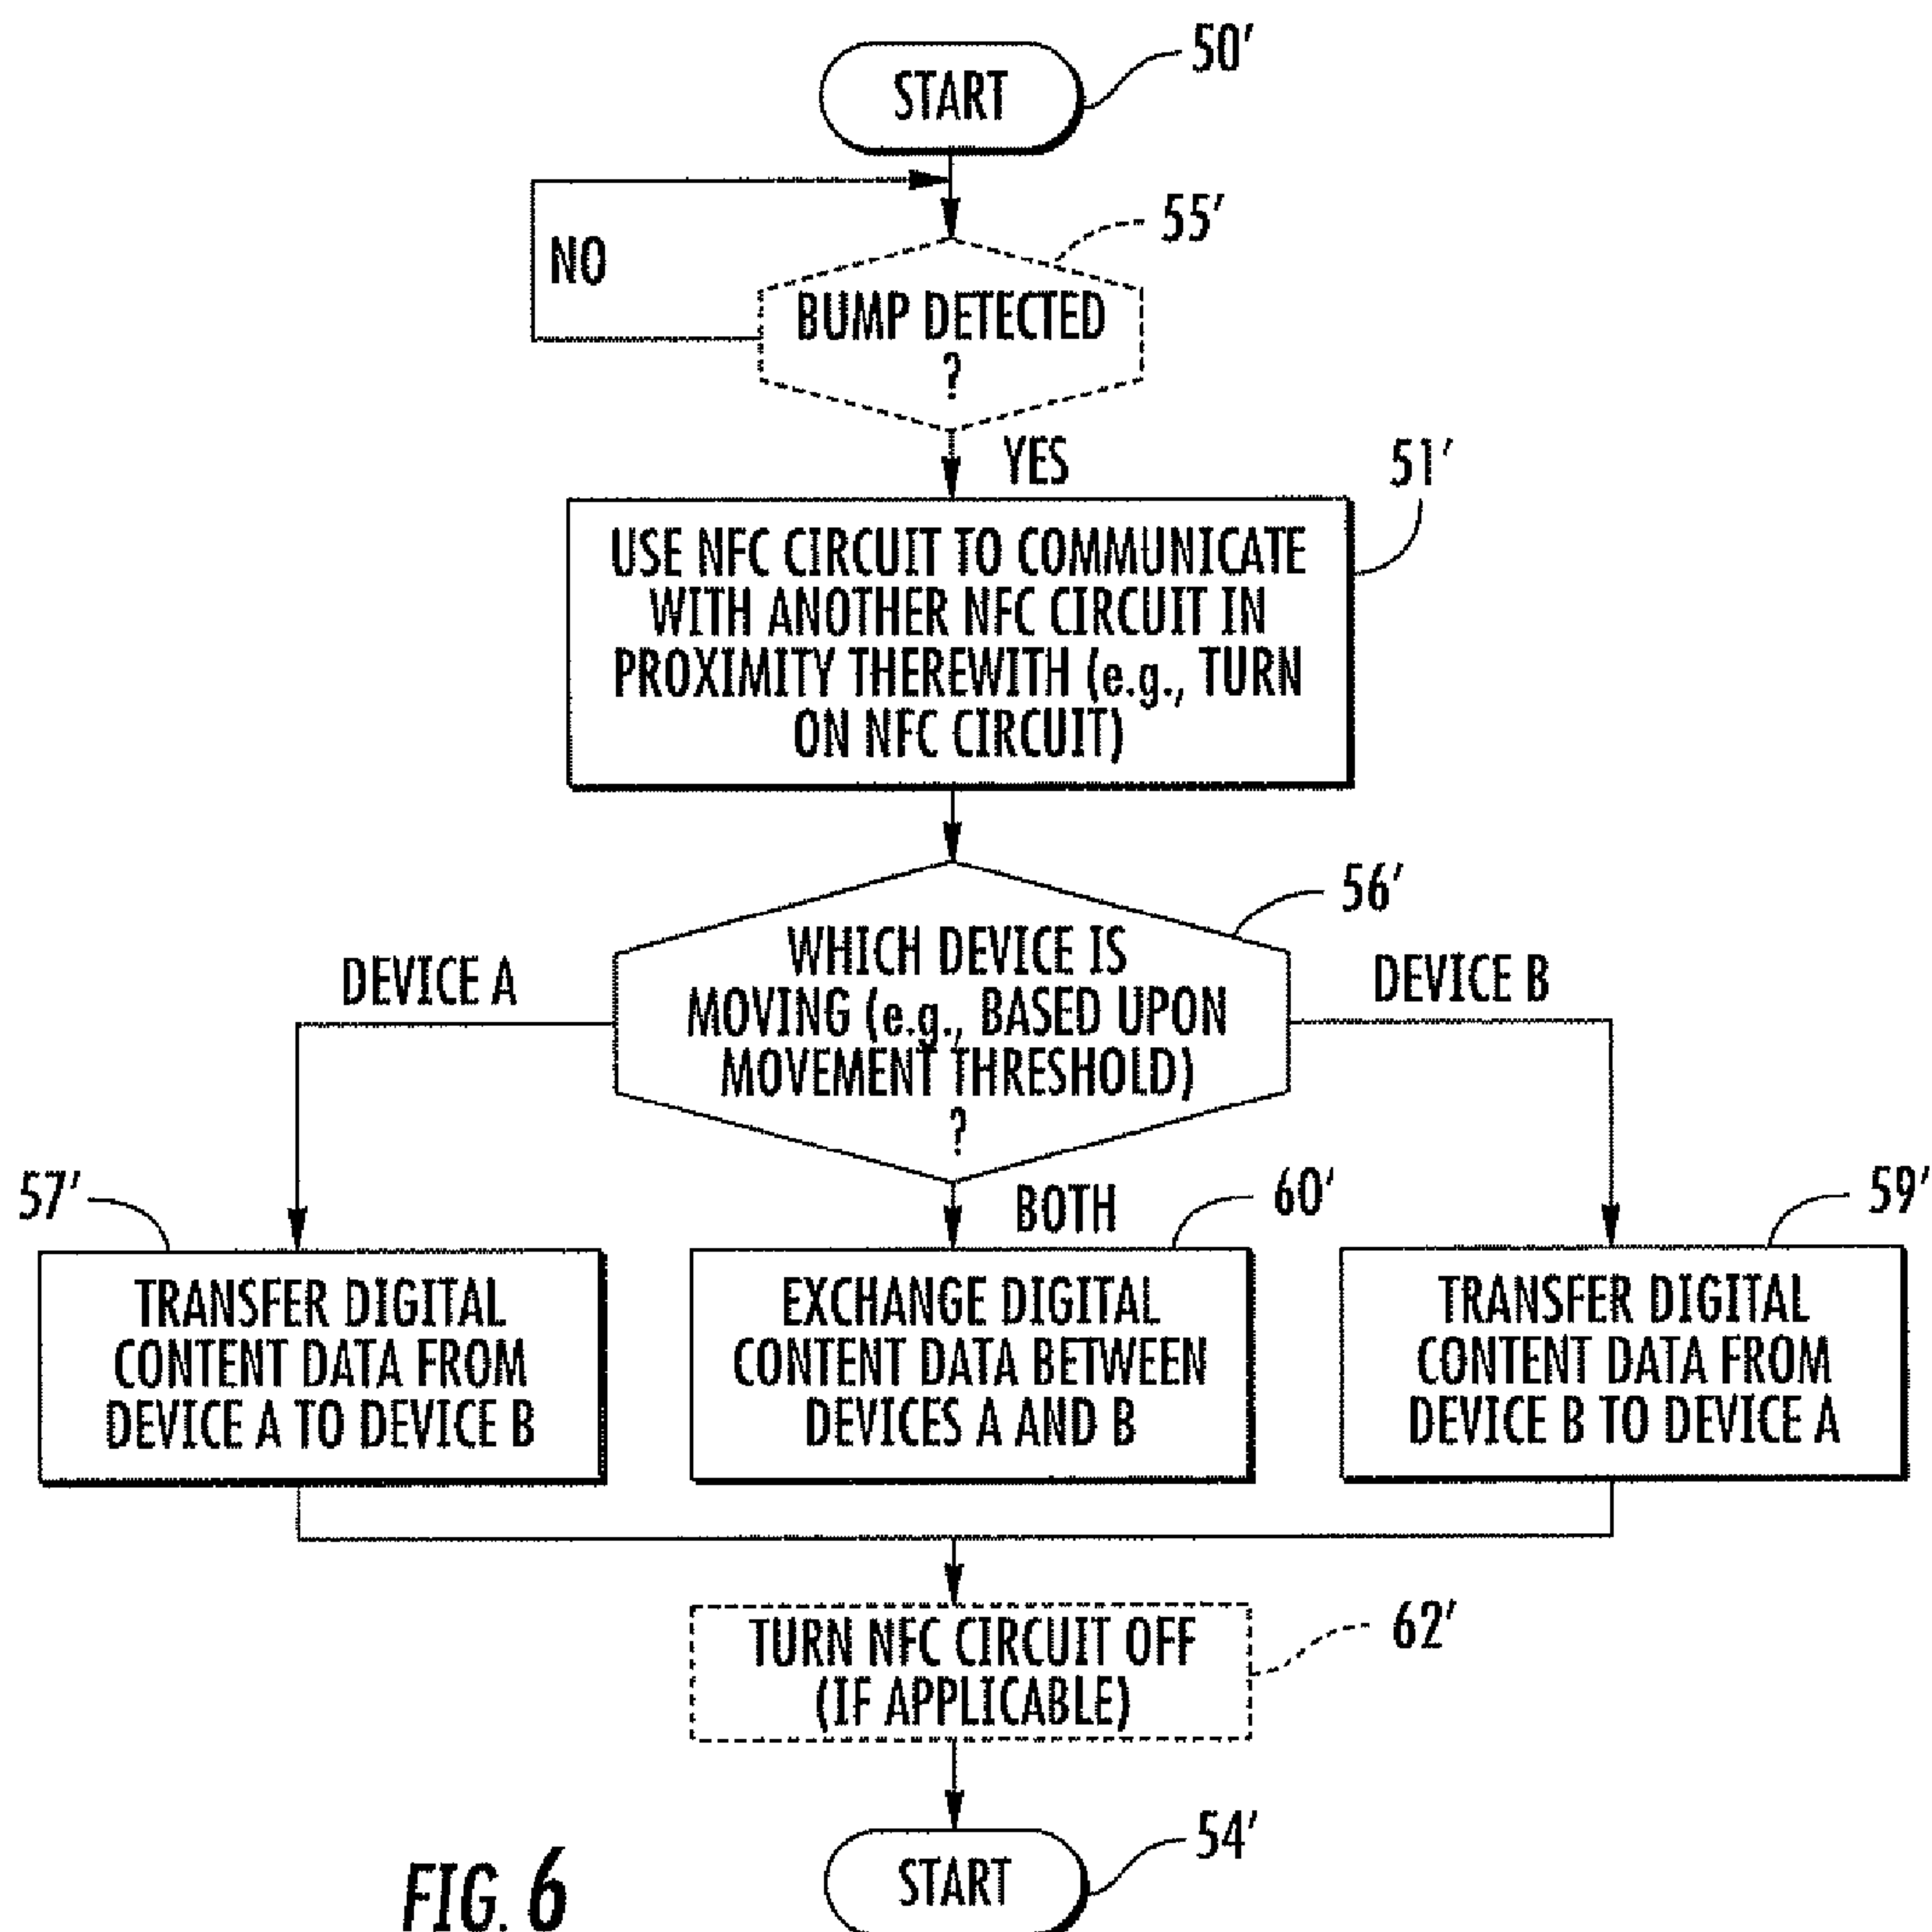 START
50'
NO
55'
BUMP DETECTED
?
YES
51'
USE NFC CIRCUIT TO COMMUNICATE
WITH ANOTHER NFC CIRCUIT IN
PROXIMITY THEREWITH (e.g., TURN
ON NFC CIRCUIT)
56'
WHICH DEVICE IS
MOVING (e.g., BASED UPON
MOVEMENT THRESHOLD)
?
DEVICE A
DEVICE B
BOTH
57'
TRANSFER DIGITAL
CONTENT DATA FROM
DEVICE A TO DEVICE B
60'
EXCHANGE DIGITAL
CONTENT DATA BETWEEN
DEVICES A AND B
59'
TRANSFER DIGITAL
CONTENT DATA FROM
DEVICE B TO DEVICE A
TURN NFC CIRCUIT OFF
(IF APPLICABLE)
62'
START
54'
FIG. 6